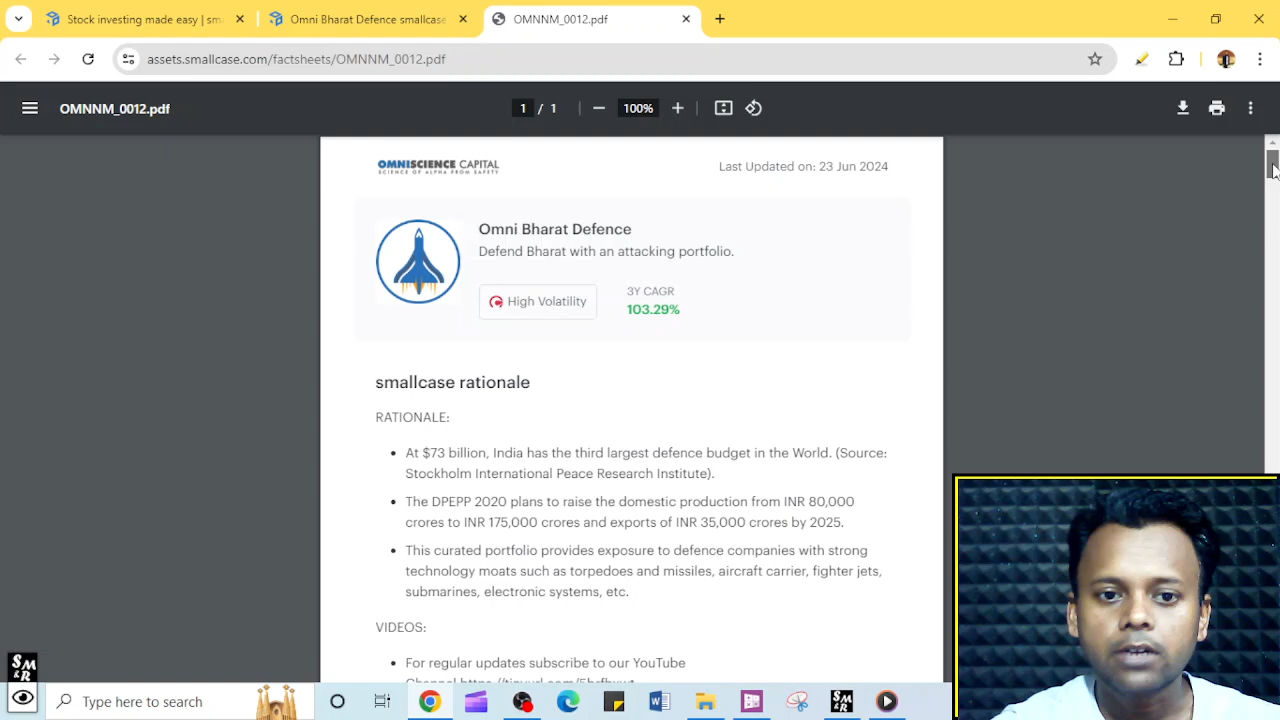 Stock investing made easy | sm
Omni Bharat Defence smallcase
OMNNM_0012.pdf
assets.smallcase.com/factsheets/OMNNM_0012.pdf
OMNNM_0012.pdf
1 / 1
100%
OMNISCIENCE CAPITAL
SCIENCE OF ALPHA FROM SAFETY
Last Updated on: 23 Jun 2024
Omni Bharat Defence
Defend Bharat with an attacking portfolio.
High Volatility
3Y CAGR
103.29%
smallcase rationale
RATIONALE:
• At $73 billion, India has the third largest defence budget in the World. (Source:
Stockholm International Peace Research Institute).
• The DPEPP 2020 plans to raise the domestic production from INR 80,000
crores to INR 175,000 crores and exports of INR 35,000 crores by 2025.
• This curated portfolio provides exposure to defence companies with strong
technology moats such as torpedoes and missiles, aircraft carrier, fighter jets,
submarines, electronic systems, etc.
VIDEOS:
• For regular updates subscribe to our YouTube
SM&R
Type here to search
SM&R